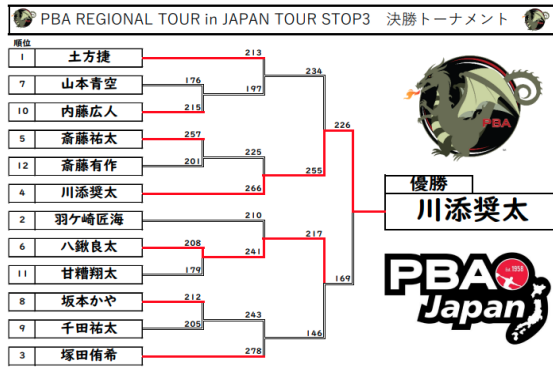 PBA REGIONAL TOUR in JAPAN TOUR STOP3 決勝トーナメント
順位
1 土方捷 213
234
7 山本青空 176
197
10 内藤広人 215
226
5 斎藤祐太 257
225
12 斎藤有作 201
255
4 川添奨太 266
優勝
川添奨太
2 羽ケ崎匠海 210
217
6 八鍬良太 208
241
11 甘糟翔太 179
169
8 坂本かや 212
243
9 千田祐太 205
146
3 塚田侑希 278
PBA
PBA
est.1958
Japan